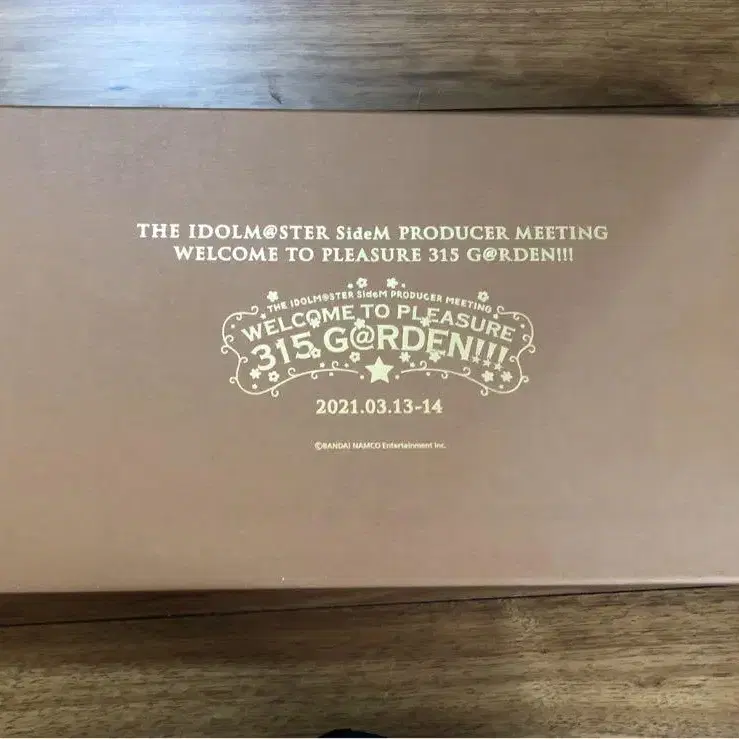 THE IDOLM@STER SideM PRODUCER MEETING
WELCOME TO PLEASURE 315 G@RDEN!!!
THE IDOLM@STER SideM PRODUCER MEETING
WELCOME TO PLEASURE
315 G@RDEN!!!
2021.03.13-14
©BANDAI NAMCO Entertainment Inc.